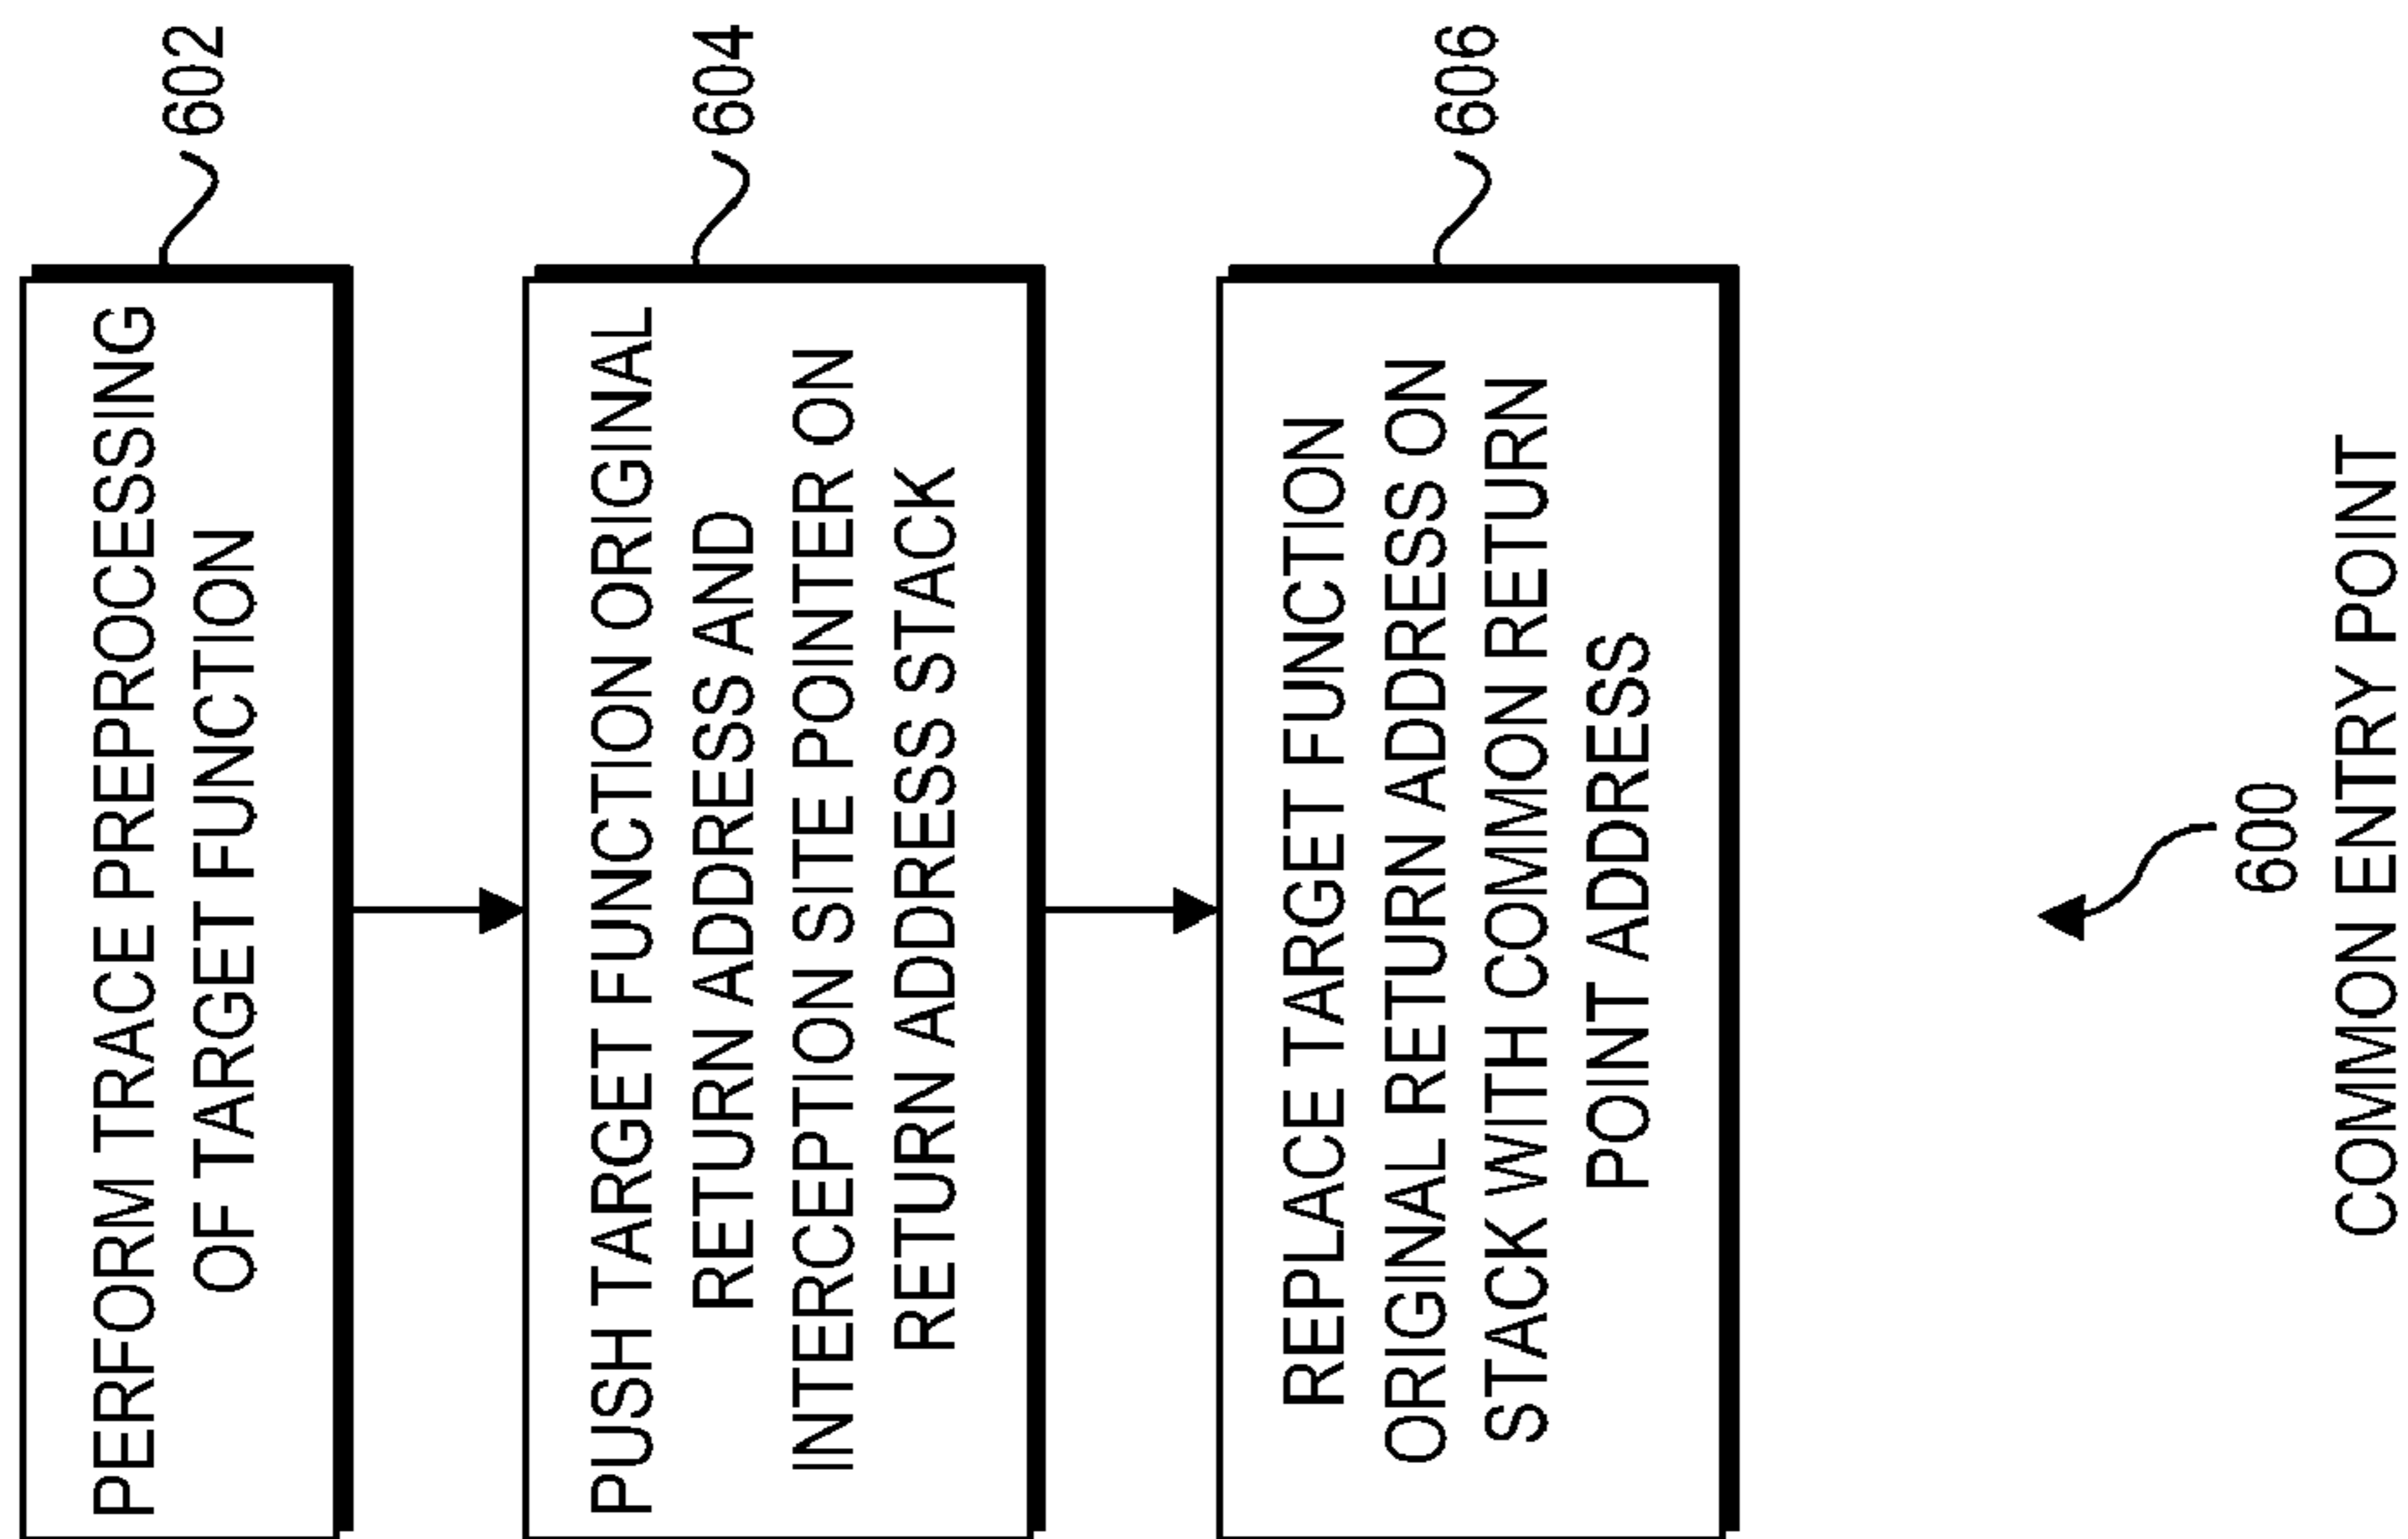 PERFORM TRACE PREPROCESSING
OF TARGET FUNCTION
602
PUSH TARGET FUNCTION ORIGINAL
RETURN ADDRESS AND
INTERCEPTION SITE POINTER ON
RETURN ADDRESS STACK
604
REPLACE TARGET FUNCTION
ORIGINAL RETURN ADDRESS ON
STACK WITH COMMON RETURN
POINT ADDRESS
606
600
COMMON ENTRY POINT